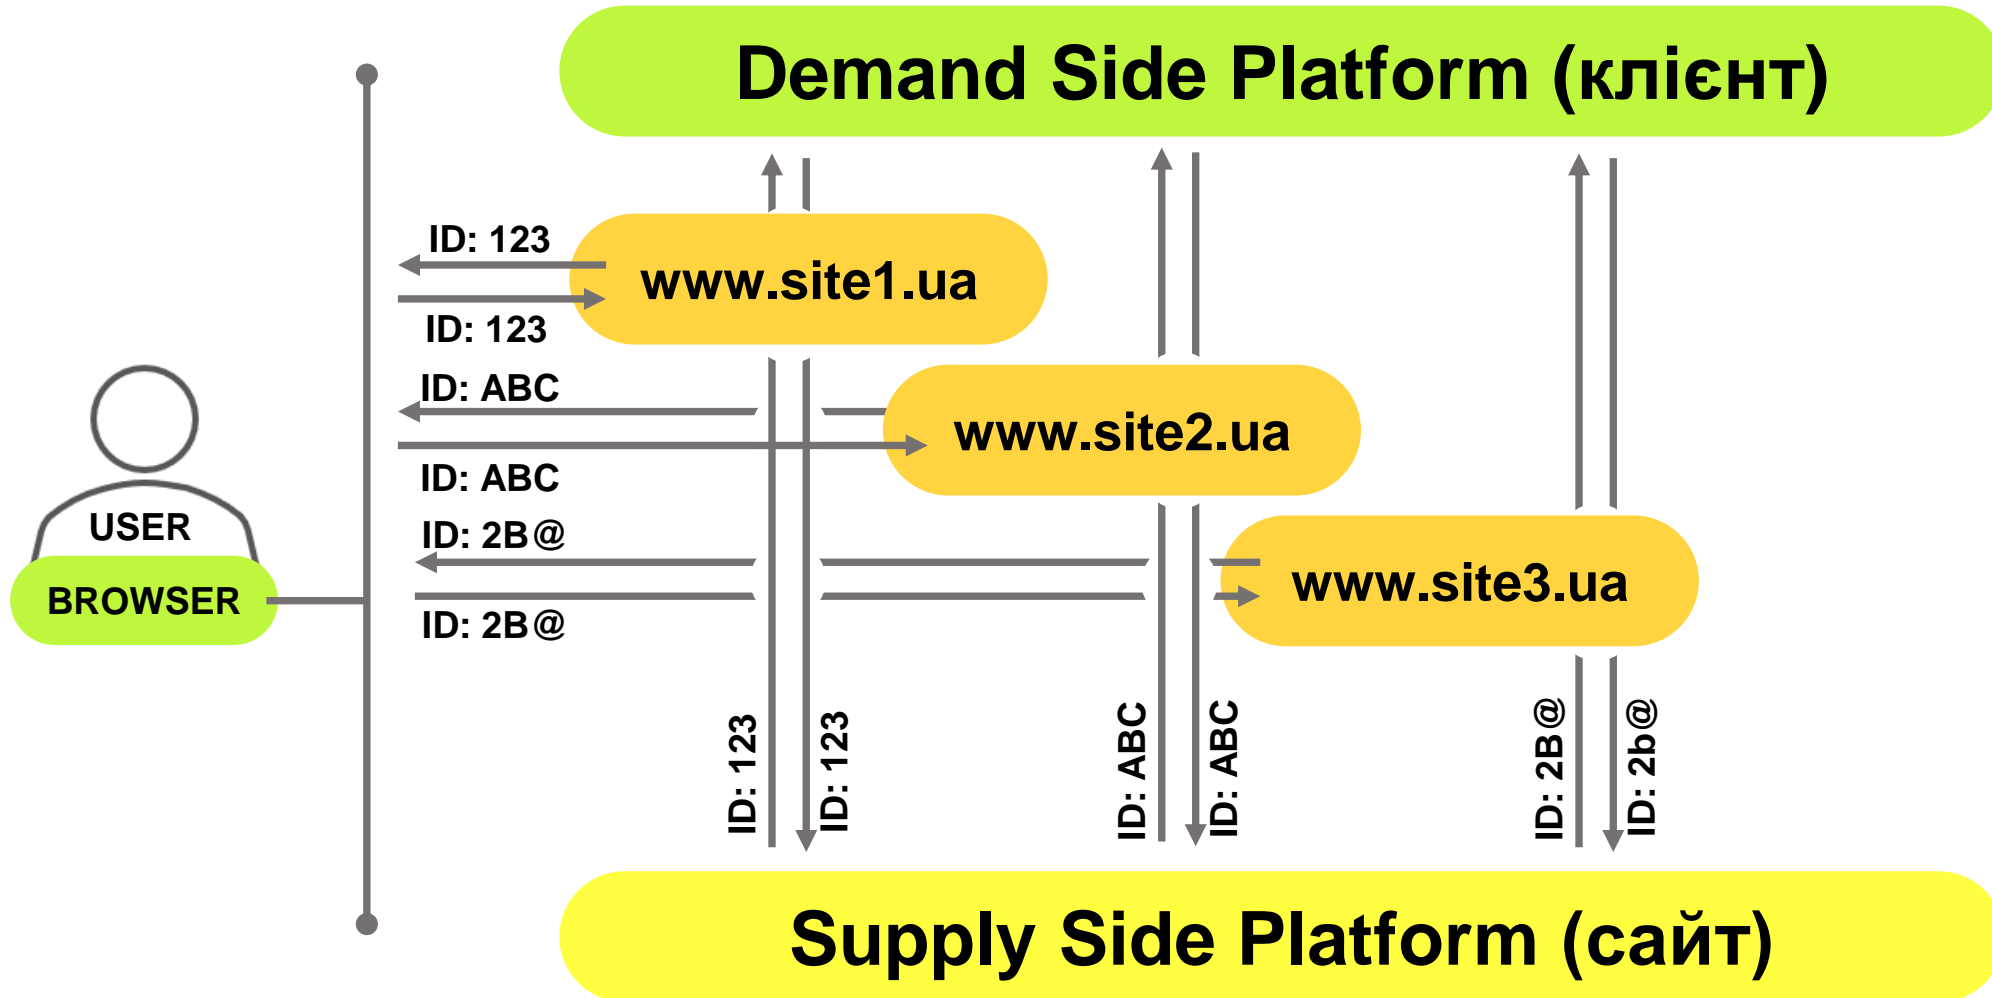 Demand Side Platform (клієнт)
ID: 123
www.site1.ua
ID: 123
ID: ABC
www.site2.ua
ID: ABC
USER
ID: 2B@
BROWSER
www.site3.ua
ID: 2B@
ID: 123
ID: 123
ID: ABC
ID: ABC
ID: 2B@
ID: 2b@
Supply Side Platform (сайт)